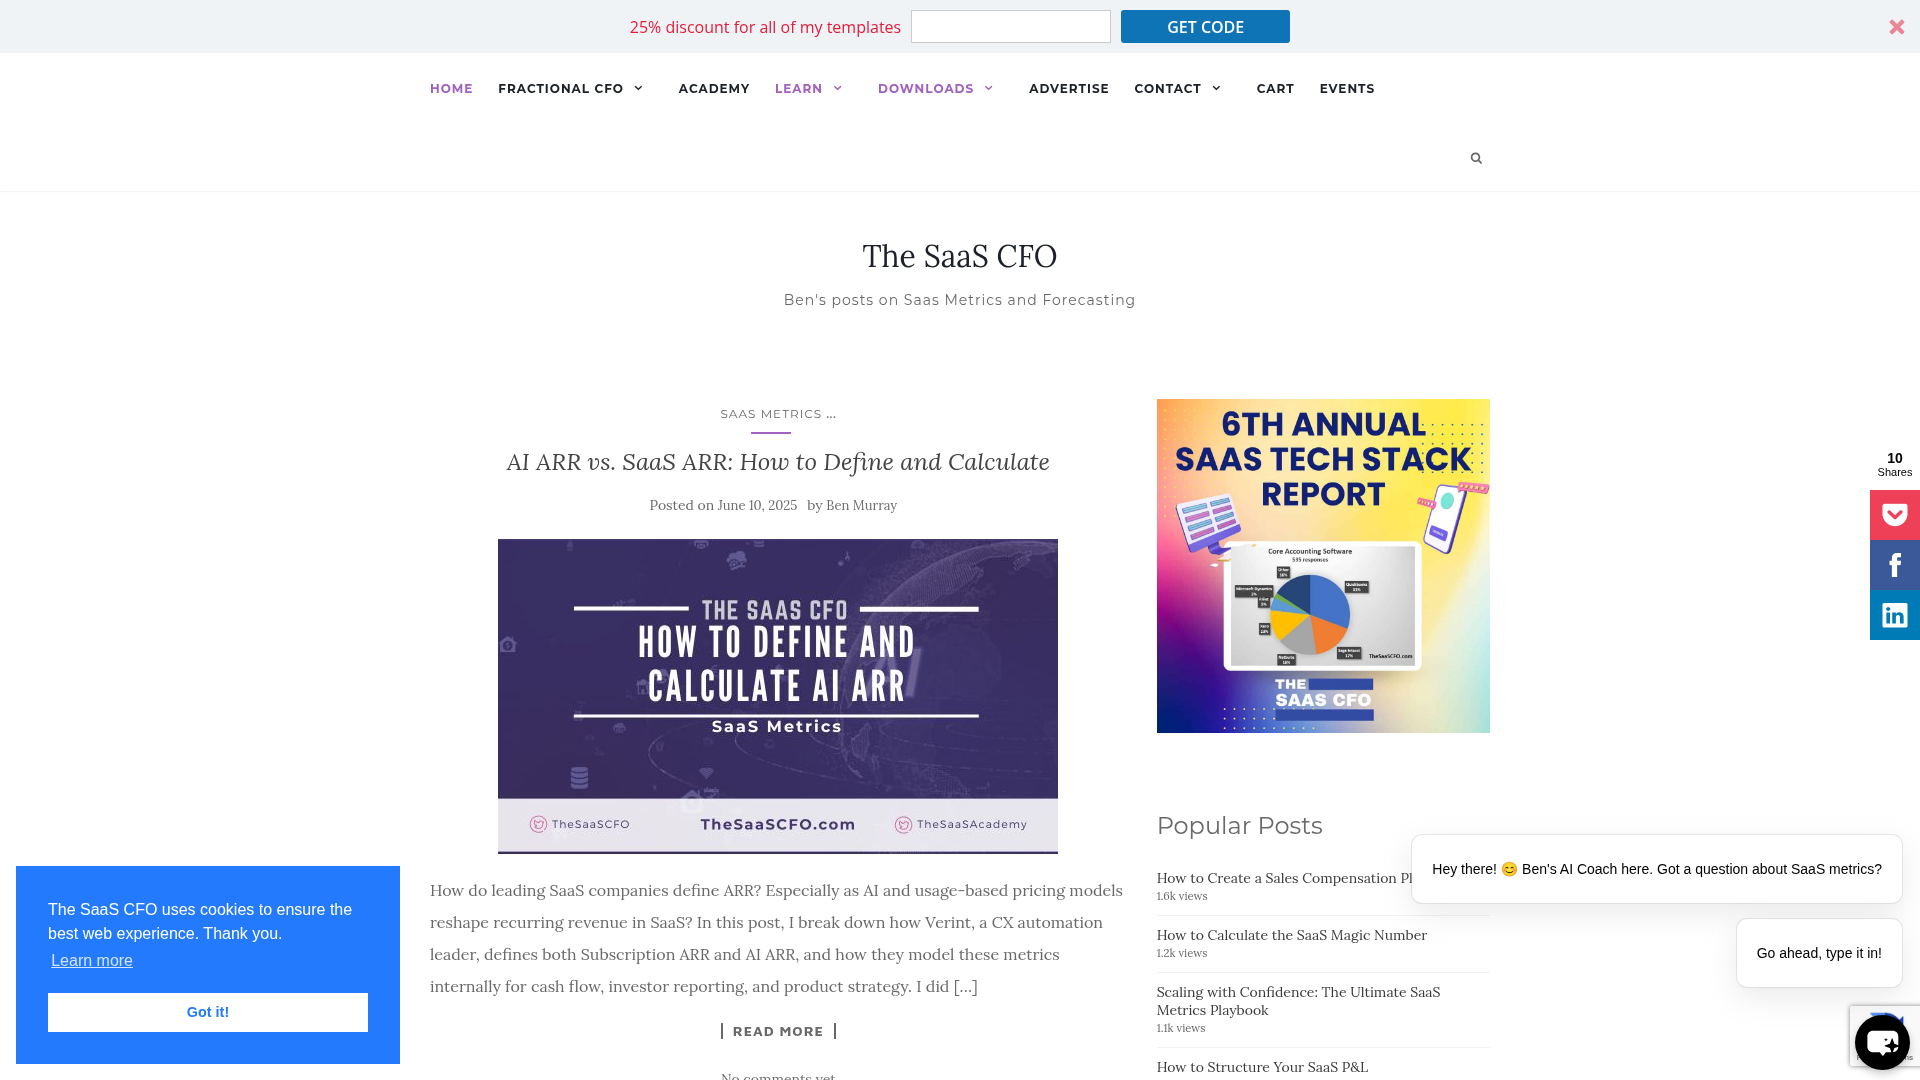 25% discount for all of my templates
GET CODE
HOME
FRACTIONAL CFO
ACADEMY
LEARN
DOWNLOADS
ADVERTISE
CONTACT
CART
EVENTS
The SaaS CFO
Ben's posts on Saas Metrics and Forecasting
SAAS METRICS ...
AI ARR vs. SaaS ARR: How to Define and Calculate
Posted on June 10, 2025 by Ben Murray
THE SAAS CFO
HOW TO DEFINE AND
CALCULATE AI ARR
SaaS Metrics
TheSaaSCFO
TheSaaSCFO.com
TheSaaSAcademy
How do leading SaaS companies define ARR? Especially as AI and usage-based pricing models
reshape recurring revenue in SaaS? In this post, I break down how Verint, a CX automation
leader, defines both Subscription ARR and AI ARR, and how they model these metrics
internally for cash flow, investor reporting, and product strategy. I did [...]
READ MORE
No comments yet
6TH ANNUAL
SAAS TECH STACK
REPORT
Core Accounting Software
595 responses
TheSaaSCFO.com
THE
SAAS CFO
Popular Posts
How to Create a Sales Compensation
1.6k views
How to Calculate the SaaS Magic Number
1.2k views
Scaling with Confidence: The Ultimate SaaS
Metrics Playbook
1.1k views
How to Structure Your SaaS P&L
10
Shares
Hey there! 😊 Ben's AI Coach here. Got a question about SaaS metrics?
Go ahead, type it in!
The SaaS CFO uses cookies to ensure the
best web experience. Thank you.
Learn more
Got it!